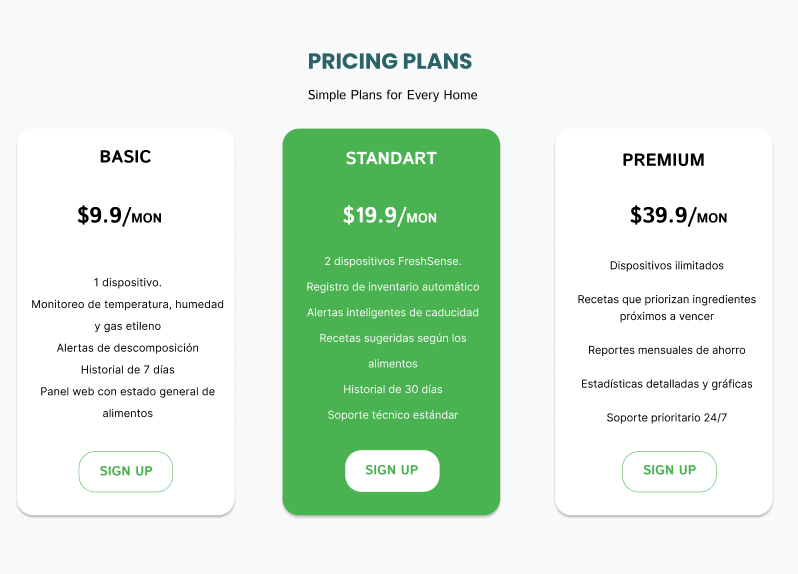 PRICING PLANS
Simple Plans for Every Home
BASIC
$9.9/MON
1 dispositivo.
Monitoreo de temperatura, humedad
y gas etileno
Alertas de descomposición
Historial de 7 días
Panel web con estado general de
alimentos
SIGN UP
STANDART
$19.9/MON
2 dispositivos FreshSense.
Registro de inventario automático
Alertas inteligentes de caducidad
Recetas sugeridas según los
alimentos
Historial de 30 días
Soporte técnico estándar
SIGN UP
PREMIUM
$39.9/MON
Dispositivos ilimitados
Recetas que priorizan ingredientes
próximos a vencer
Reportes mensuales de ahorro
Estadísticas detalladas y gráficas
Soporte prioritario 24/7
SIGN UP